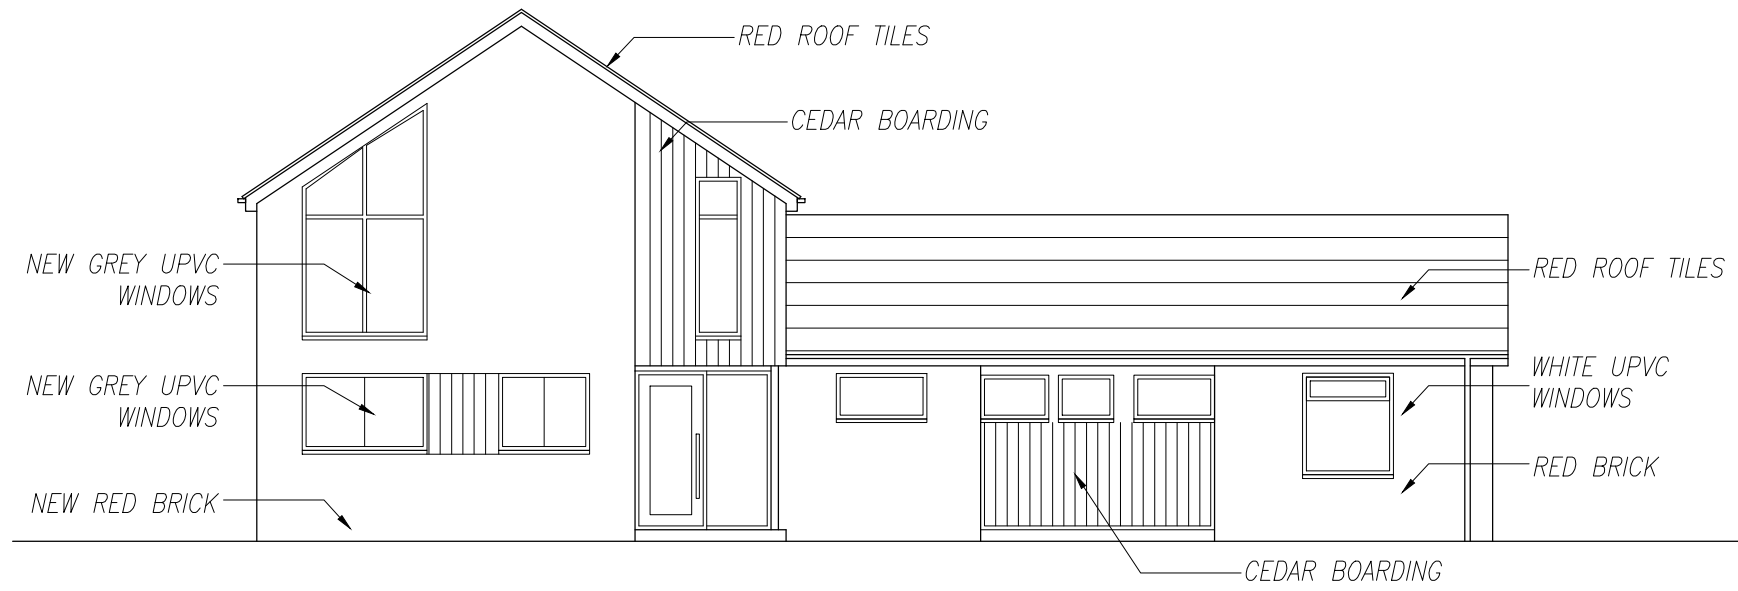 RED ROOF TILES
CEDAR BOARDING
NEW GREY UPVC
WINDOWS
RED ROOF TILES
NEW GREY UPVC
WINDOWS
WHITE UPVC
WINDOWS
NEW RED BRICK
RED BRICK
CEDAR BOARDING